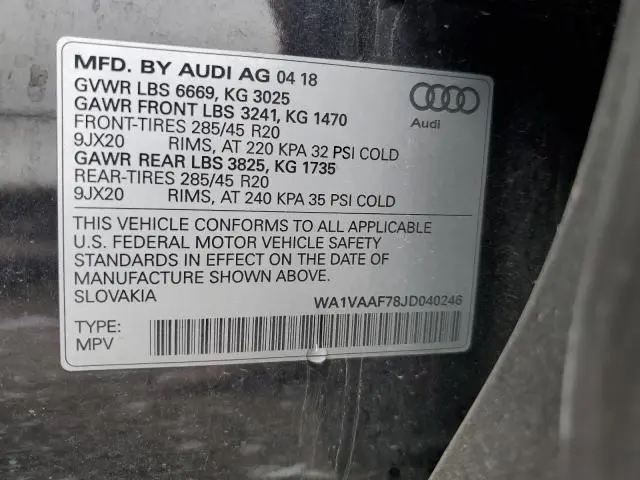 MFD. BY AUDI AG 04 18
GVWR LBS 6669, KG 3025
GAWR FRONT LBS 3241, KG 1470
FRONT-TIRES 285/45 R20
9JX20 RIMS, AT 220 KPA 32 PSI COLD
GAWR REAR LBS 3825, KG 1735
REAR-TIRES 285/45 R20
9JX20 RIMS, AT 240 KPA 35 PSI COLD
Audi
THIS VEHICLE CONFORMS TO ALL APPLICABLE
U.S. FEDERAL MOTOR VEHICLE SAFETY
STANDARDS IN EFFECT ON THE DATE OF
MANUFACTURE SHOWN ABOVE.
SLOVAKIA WA1VAAF78JD040246
TYPE:
MPV